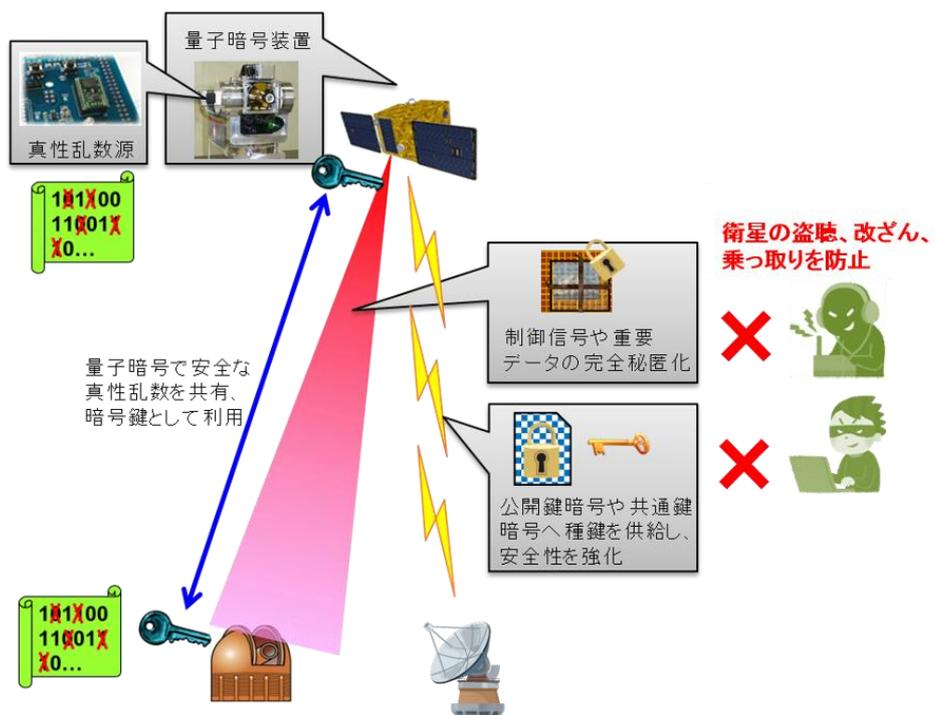 量子暗号装置
真性乱数源
101100
11001X
X0...
衛星の盗聴、改ざん、
乗っ取りを防止
制御信号や重要
データの完全秘匿化
量子暗号で安全な
真性乱数を共有、
暗号鍵として利用
公開鍵暗号や共通鍵
暗号へ種鍵を供給し、
安全性を強化
101100
11001X
X0...